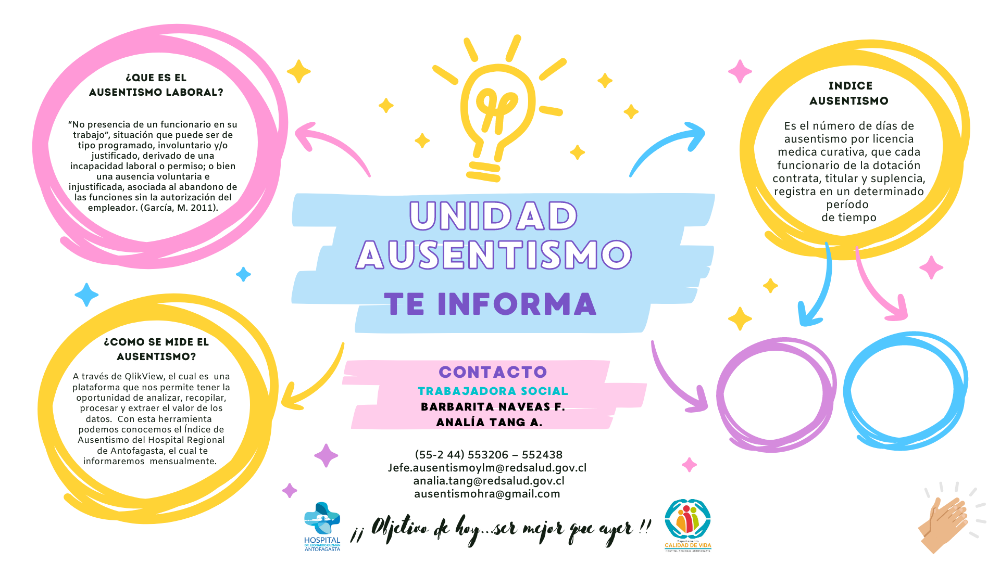 ¿QUE ES EL
AUSENTISMO LABORAL?
“No presencia de un funcionario en su
trabajo”, situación que puede ser de
tipo programado, involuntario y/o
justificado, derivado de una
incapacidad laboral o permiso; o bien
una ausencia voluntaria e
injustificada, asociada al abandono de
las funciones sin la autorización del
empleador. (García, M. 2011).
¿COMO SE MIDE EL
AUSENTISMO?
A través de QlikView, el cual es una
plataforma que nos permite tener la
oportunidad de analizar, recopilar,
procesar y extraer el valor de los
datos. Con esta herramienta
podemos conocemos el Índice de
Ausentismo del Hospital Regional
de Antofagasta, el cual te
informaremos mensualmente.
UNIDAD
AUSENTISMO
TE INFORMA
CONTACTO
TRABAJADORA SOCIAL
BARBARITA NAVEAS F.
ANALÍA TANG A.
(55-2 44) 553206 – 552438
Jefe.ausentismoylm@redsalud.gov.cl
analia.tang@redsalud.gov.cl
ausentismohra@gmail.com
¡¡ Objetivo de hoy...ser mejor que ayer !!
HOSPITAL
DR. LEONARDO GUZMÁN
ANTOFAGASTA
Departamento
CALIDAD DE VIDA
HOSPITAL REGIONAL ANTOFAGASTA
INDICE
AUSENTISMO
Es el número de días de
ausentismo por licencia
medica curativa, que cada
funcionario de la dotación
contrata, titular y suplencia,
registra en un determinado
período
de tiempo